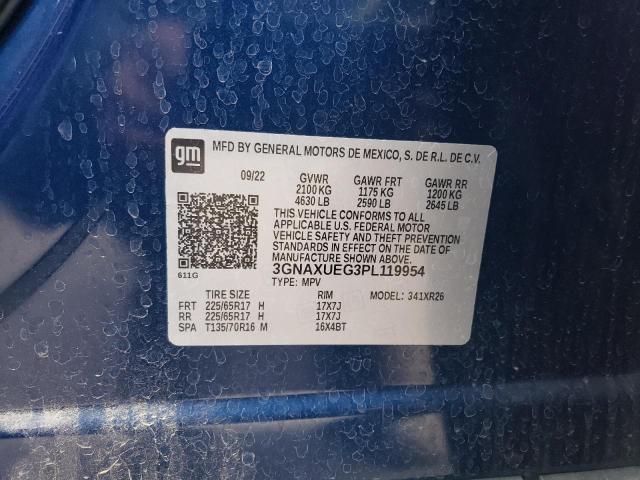 gm
MFD BY GENERAL MOTORS DE MEXICO, S. DE R.L. DE C.V.
09/22 GVWR GAWR FRT GAWR RR
2100 KG 1175 KG 1200 KG
4630 LB 2590 LB 2645 LB
THIS VEHICLE CONFORMS TO ALL
APPLICABLE U.S. FEDERAL MOTOR
VEHICLE SAFETY AND THEFT PREVENTION
STANDARDS IN EFFECT ON THE DATE OF
MANUFACTURE SHOWN ABOVE.
3GNAXUEG3PL119954
611G
TYPE: MPV
TIRE SIZE RIM MODEL: 341XR26
FRT 225/65R17 H 17X7J
RR 225/65R17 H 17X7J
SPA T135/70R16 M 16X4BT